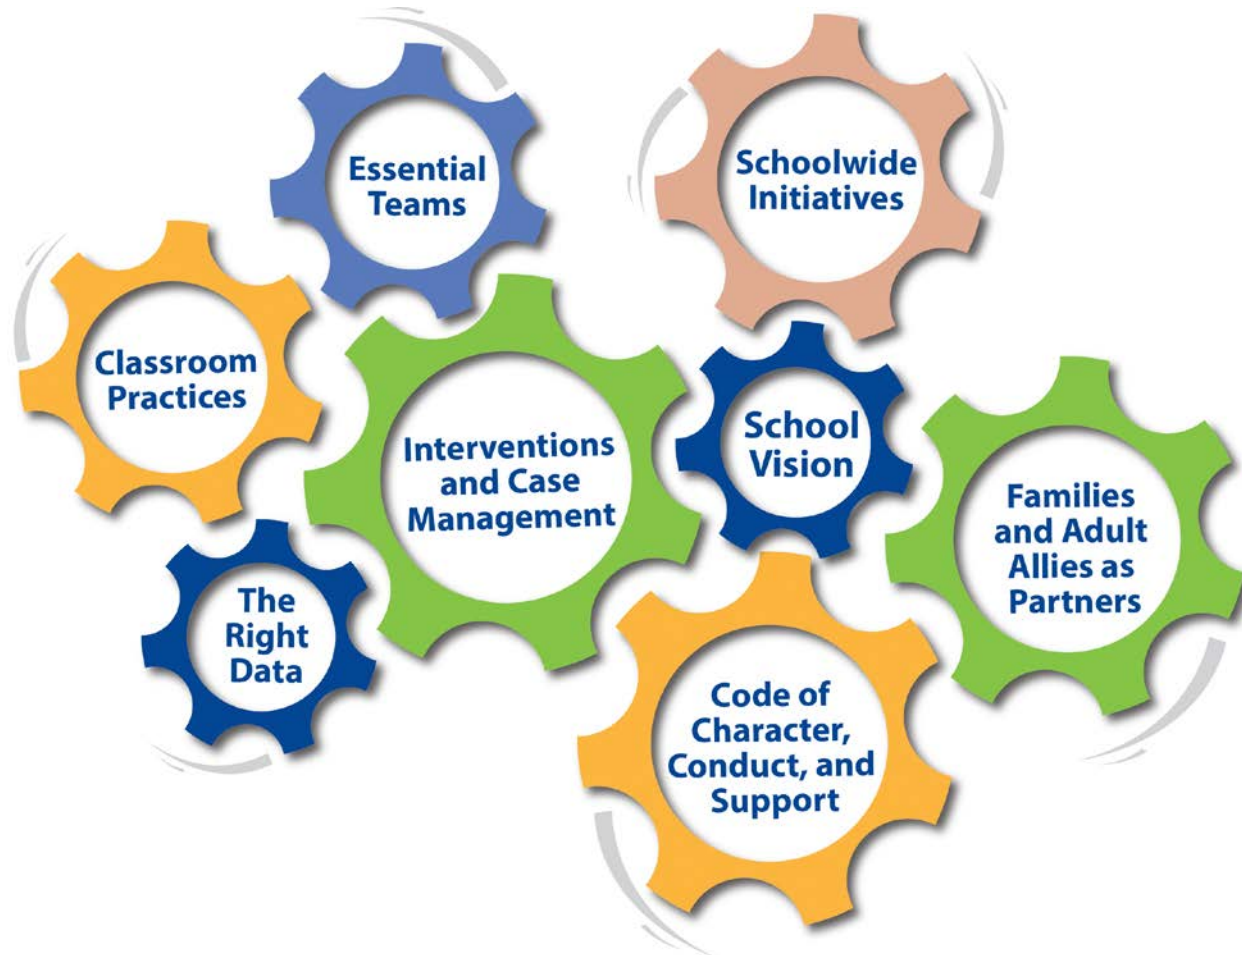 Essential
Teams
Schoolwide
Initiatives
Classroom
Practices
Interventions
and Case
Management
School
Vision
Families
and Adult
Allies as
Partners
The
Right
Data
Code of
Character,
Conduct, and
Support